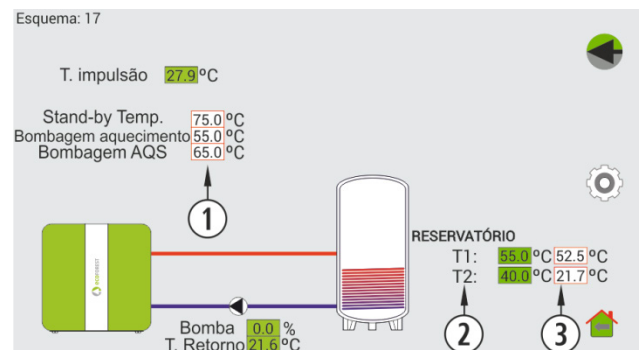 Esquema: 17
T. impulsão 27.9 ºC
Stand-by Temp. 75.0 ºC
Bombagem aquecimento 55.0 ºC
Bombagem AQS 65.0 ºC
1
RESERVATÓRIO
T1: 55.0 ºC 52.5 ºC
T2: 40.0 ºC 21.7 ºC
2 3
Bomba 0.0 %
T. Retorno 21.6 ºC